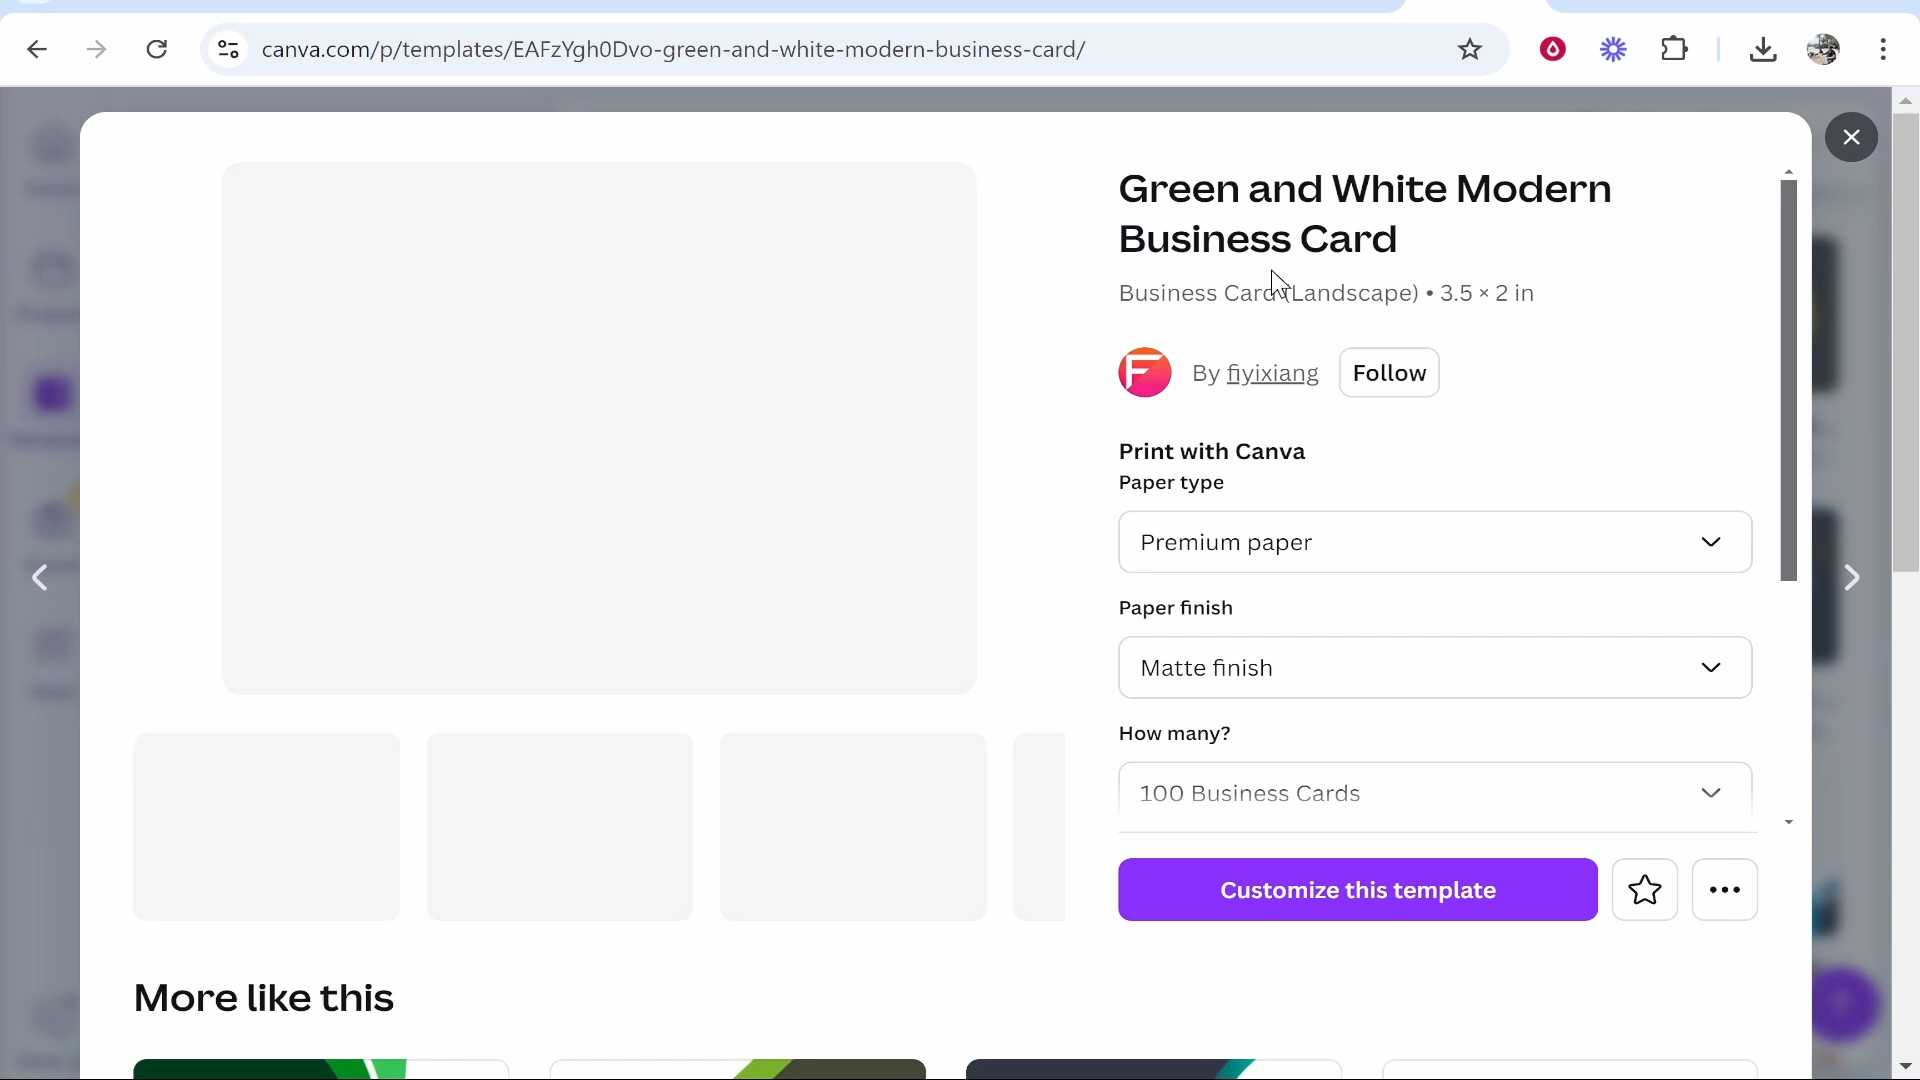 canva.com/p/templates/EAFzYgh0Dvo-green-and-white-modern-business-card/
Green and White Modern
Business Card
Business Card (Landscape) • 3.5 × 2 in
By fiyixiang
Follow
Print with Canva
Paper type
Premium paper
Paper finish
Matte finish
How many?
100 Business Cards
Customize this template
More like this